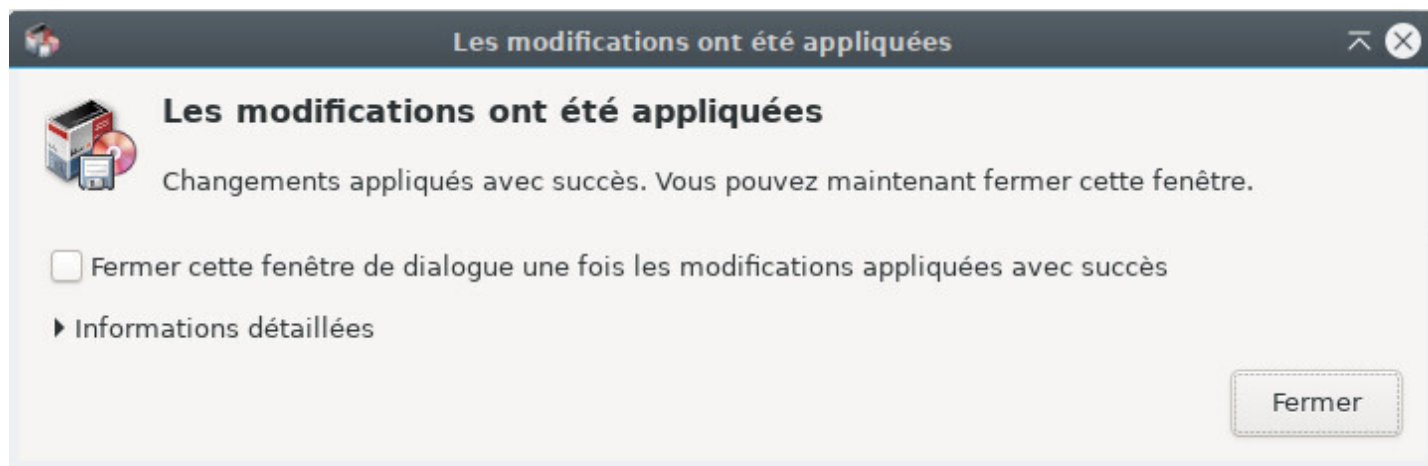 Les modifications ont été appliquées
Les modifications ont été appliquées
Changements appliqués avec succès. Vous pouvez maintenant fermer cette fenêtre.
Fermer cette fenêtre de dialogue une fois les modifications appliquées avec succès
Informations détaillées
Fermer